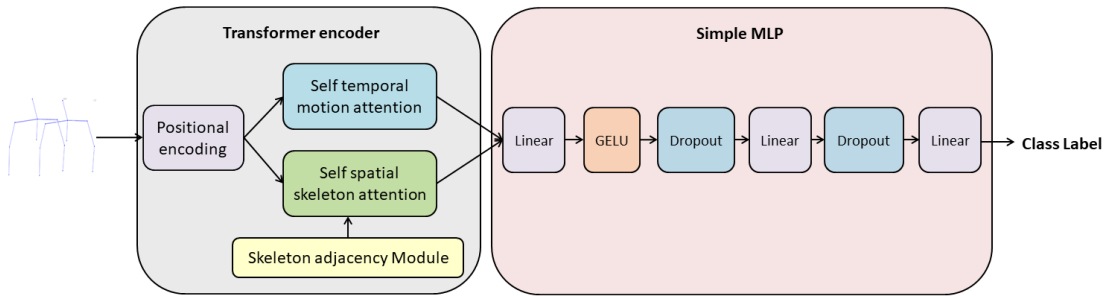 Transformer encoder
Simple MLP
Self temporal
motion attention
Positional
encoding
Self spatial
skeleton attention
Skeleton adjacency Module
Linear
GELU
Dropout
Linear
Dropout
Linear
Class Label